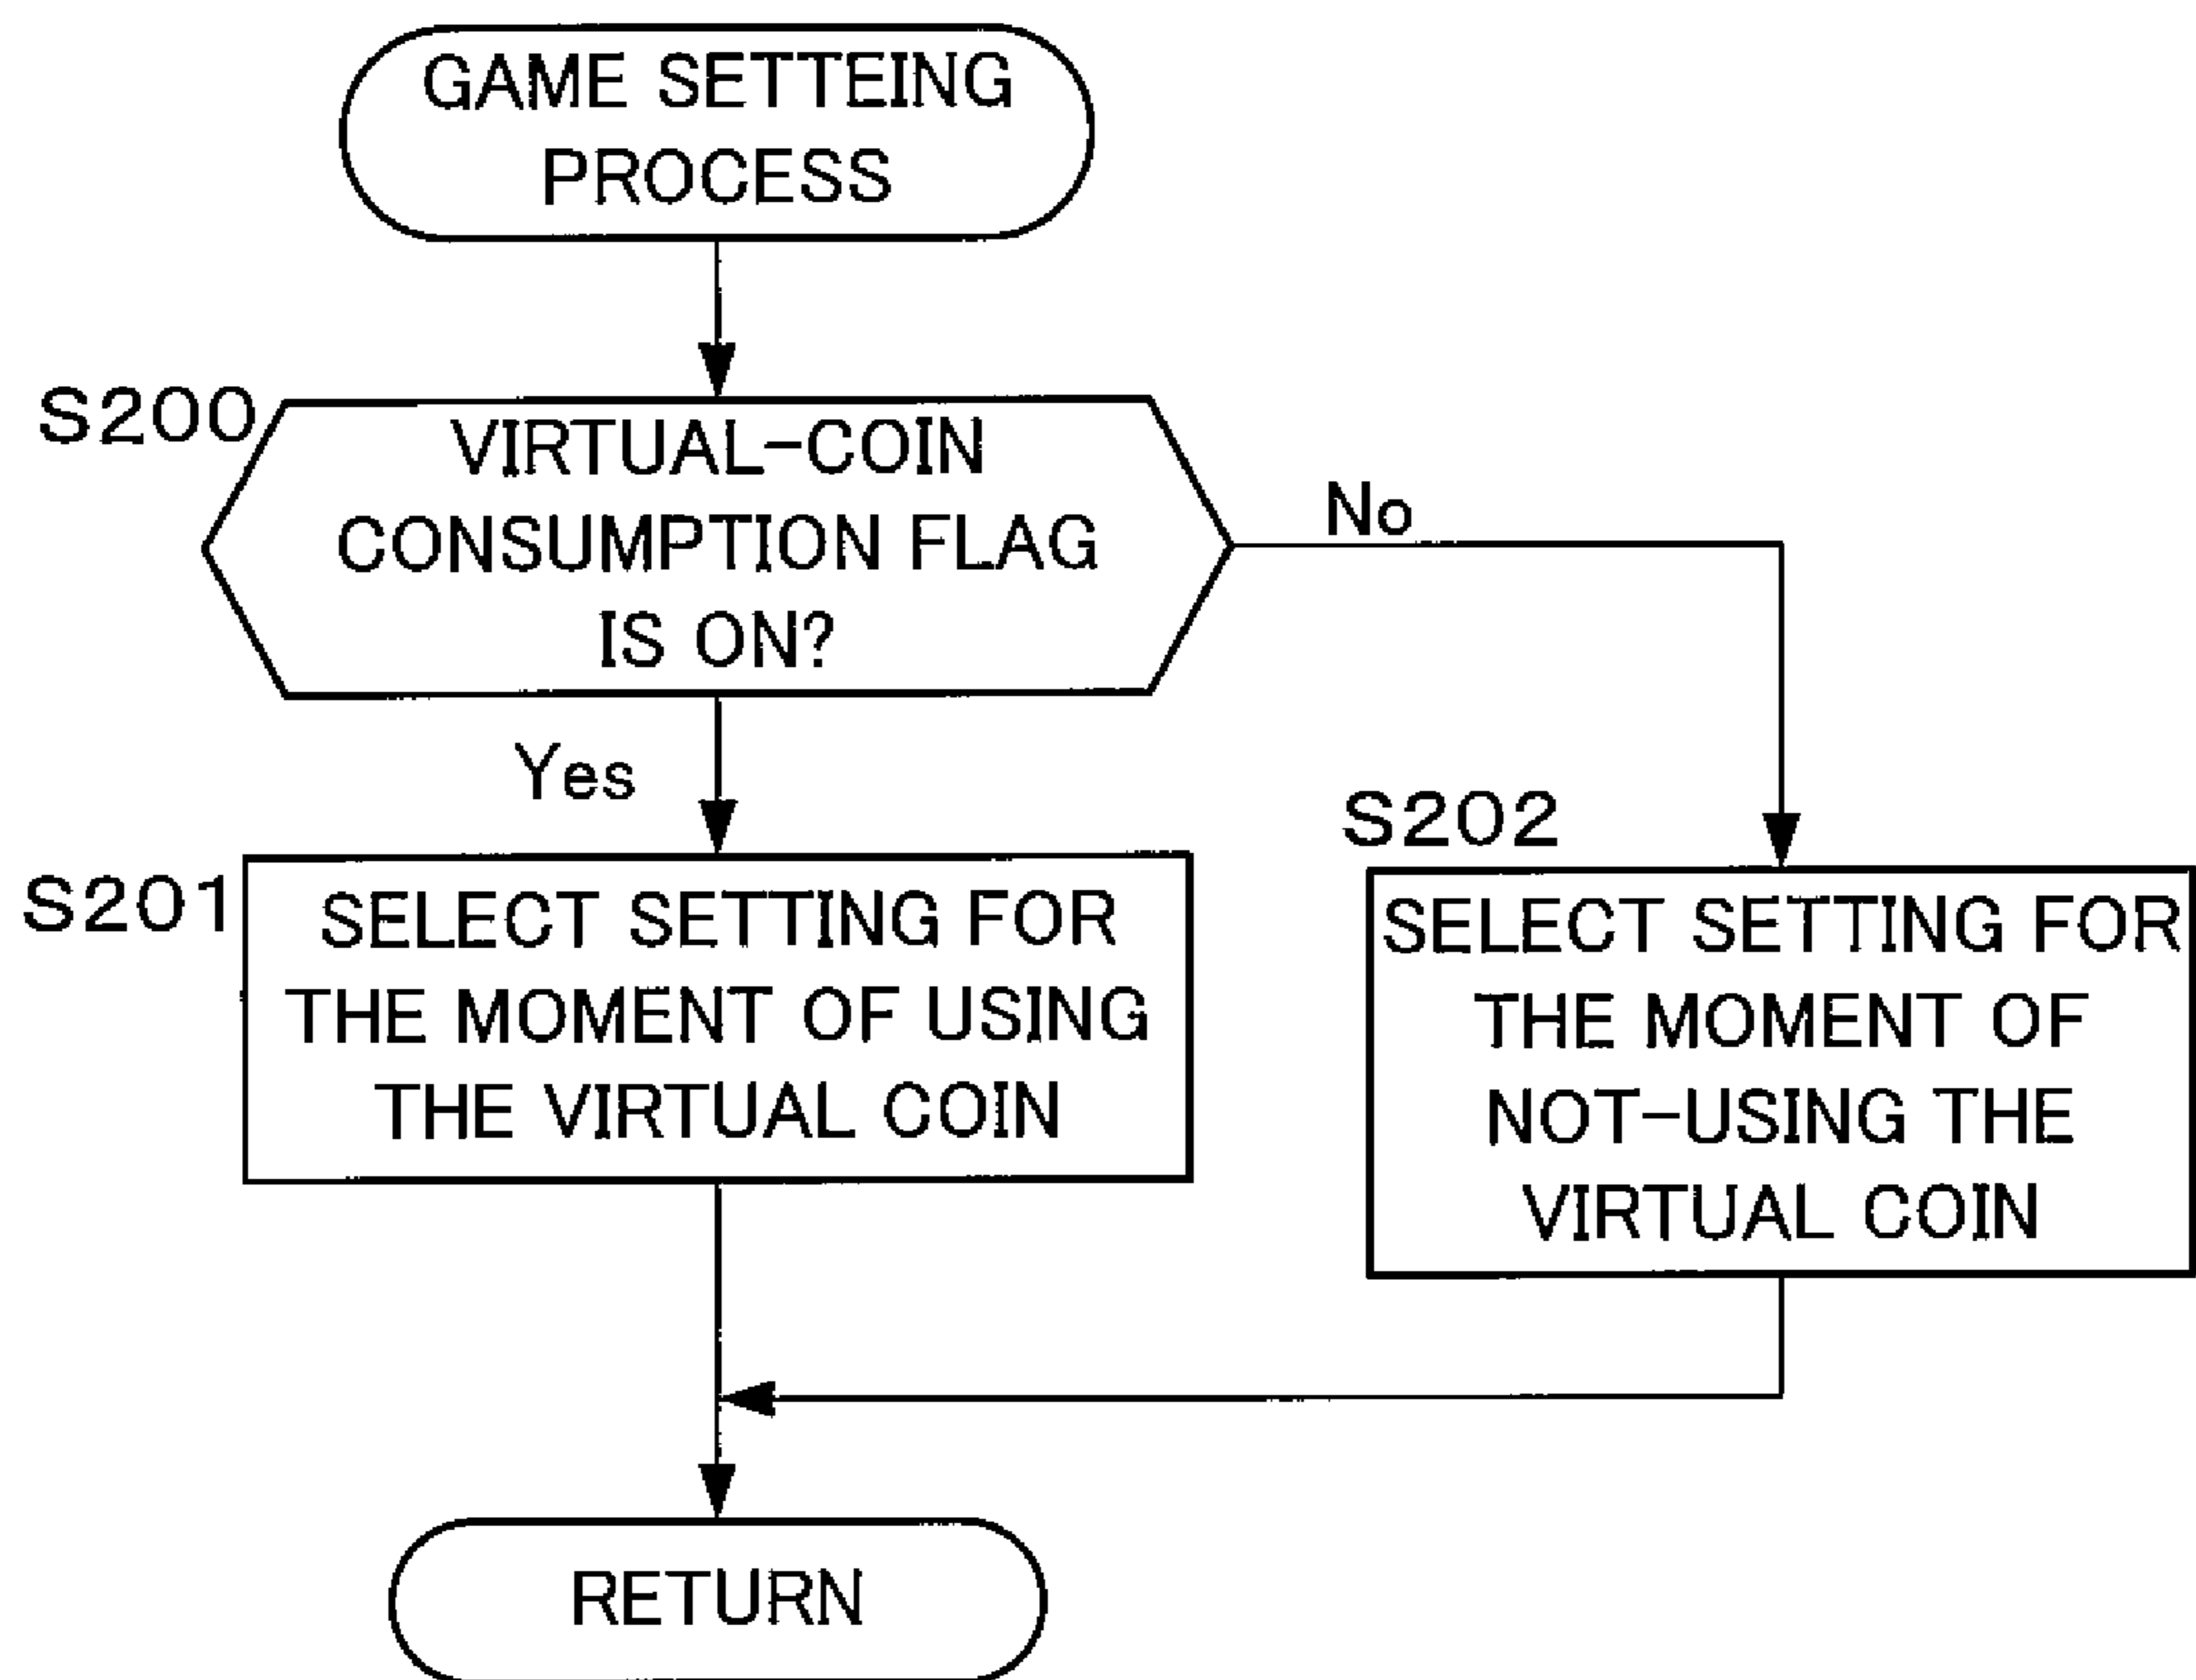 GAME SETTEING
PROCESS
S200
VIRTUAL-COIN
CONSUMPTION FLAG
IS ON?
No
Yes
S201
SELECT SETTING FOR
THE MOMENT OF USING
THE VIRTUAL COIN
S202
SELECT SETTING FOR
THE MOMENT OF
NOT-USING THE
VIRTUAL COIN
RETURN